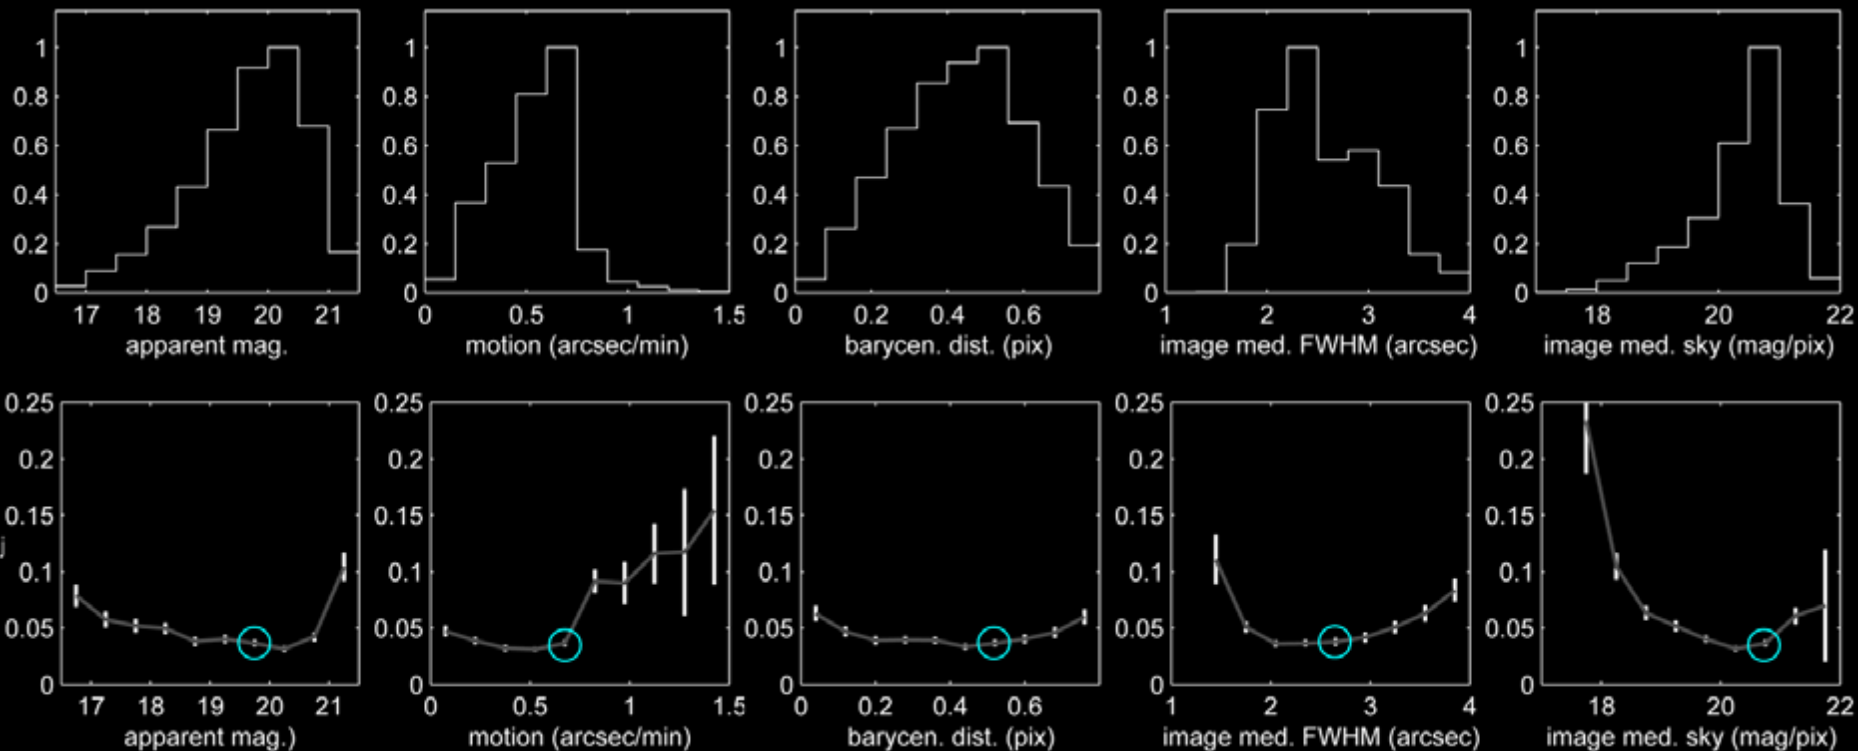 1 1 1 1 1
0.8 0.8 0.8 0.8 0.8
0.6 0.6 0.6 0.6 0.6
0.4 0.4 0.4 0.4 0.4
0.2 0.2 0.2 0.2 0.2
0 0 0 0 0
17 18 19 20 21 0 0.5 1 1.5 0 0.2 0.4 0.6 1 2 3 4 18 20 22
apparent mag. motion (arcsec/min) barycen. dist. (pix) image med. FWHM (arcsec) image med. sky (mag/pix)
0.25 0.25 0.25 0.25 0.25
0.2 0.2 0.2 0.2 0.2
0.15 0.15 0.15 0.15 0.15
0.1 0.1 0.1 0.1 0.1
0.05 0.05 0.05 0.05 0.05
0 0 0 0 0
17 18 19 20 21 0 0.5 1 1.5 0 0.2 0.4 0.6 1 2 3 4 18 20 22
apparent mag.) motion (arcsec/min) barycen. dist. (pix) image med. FWHM (arcsec) image med. sky (mag/pix)